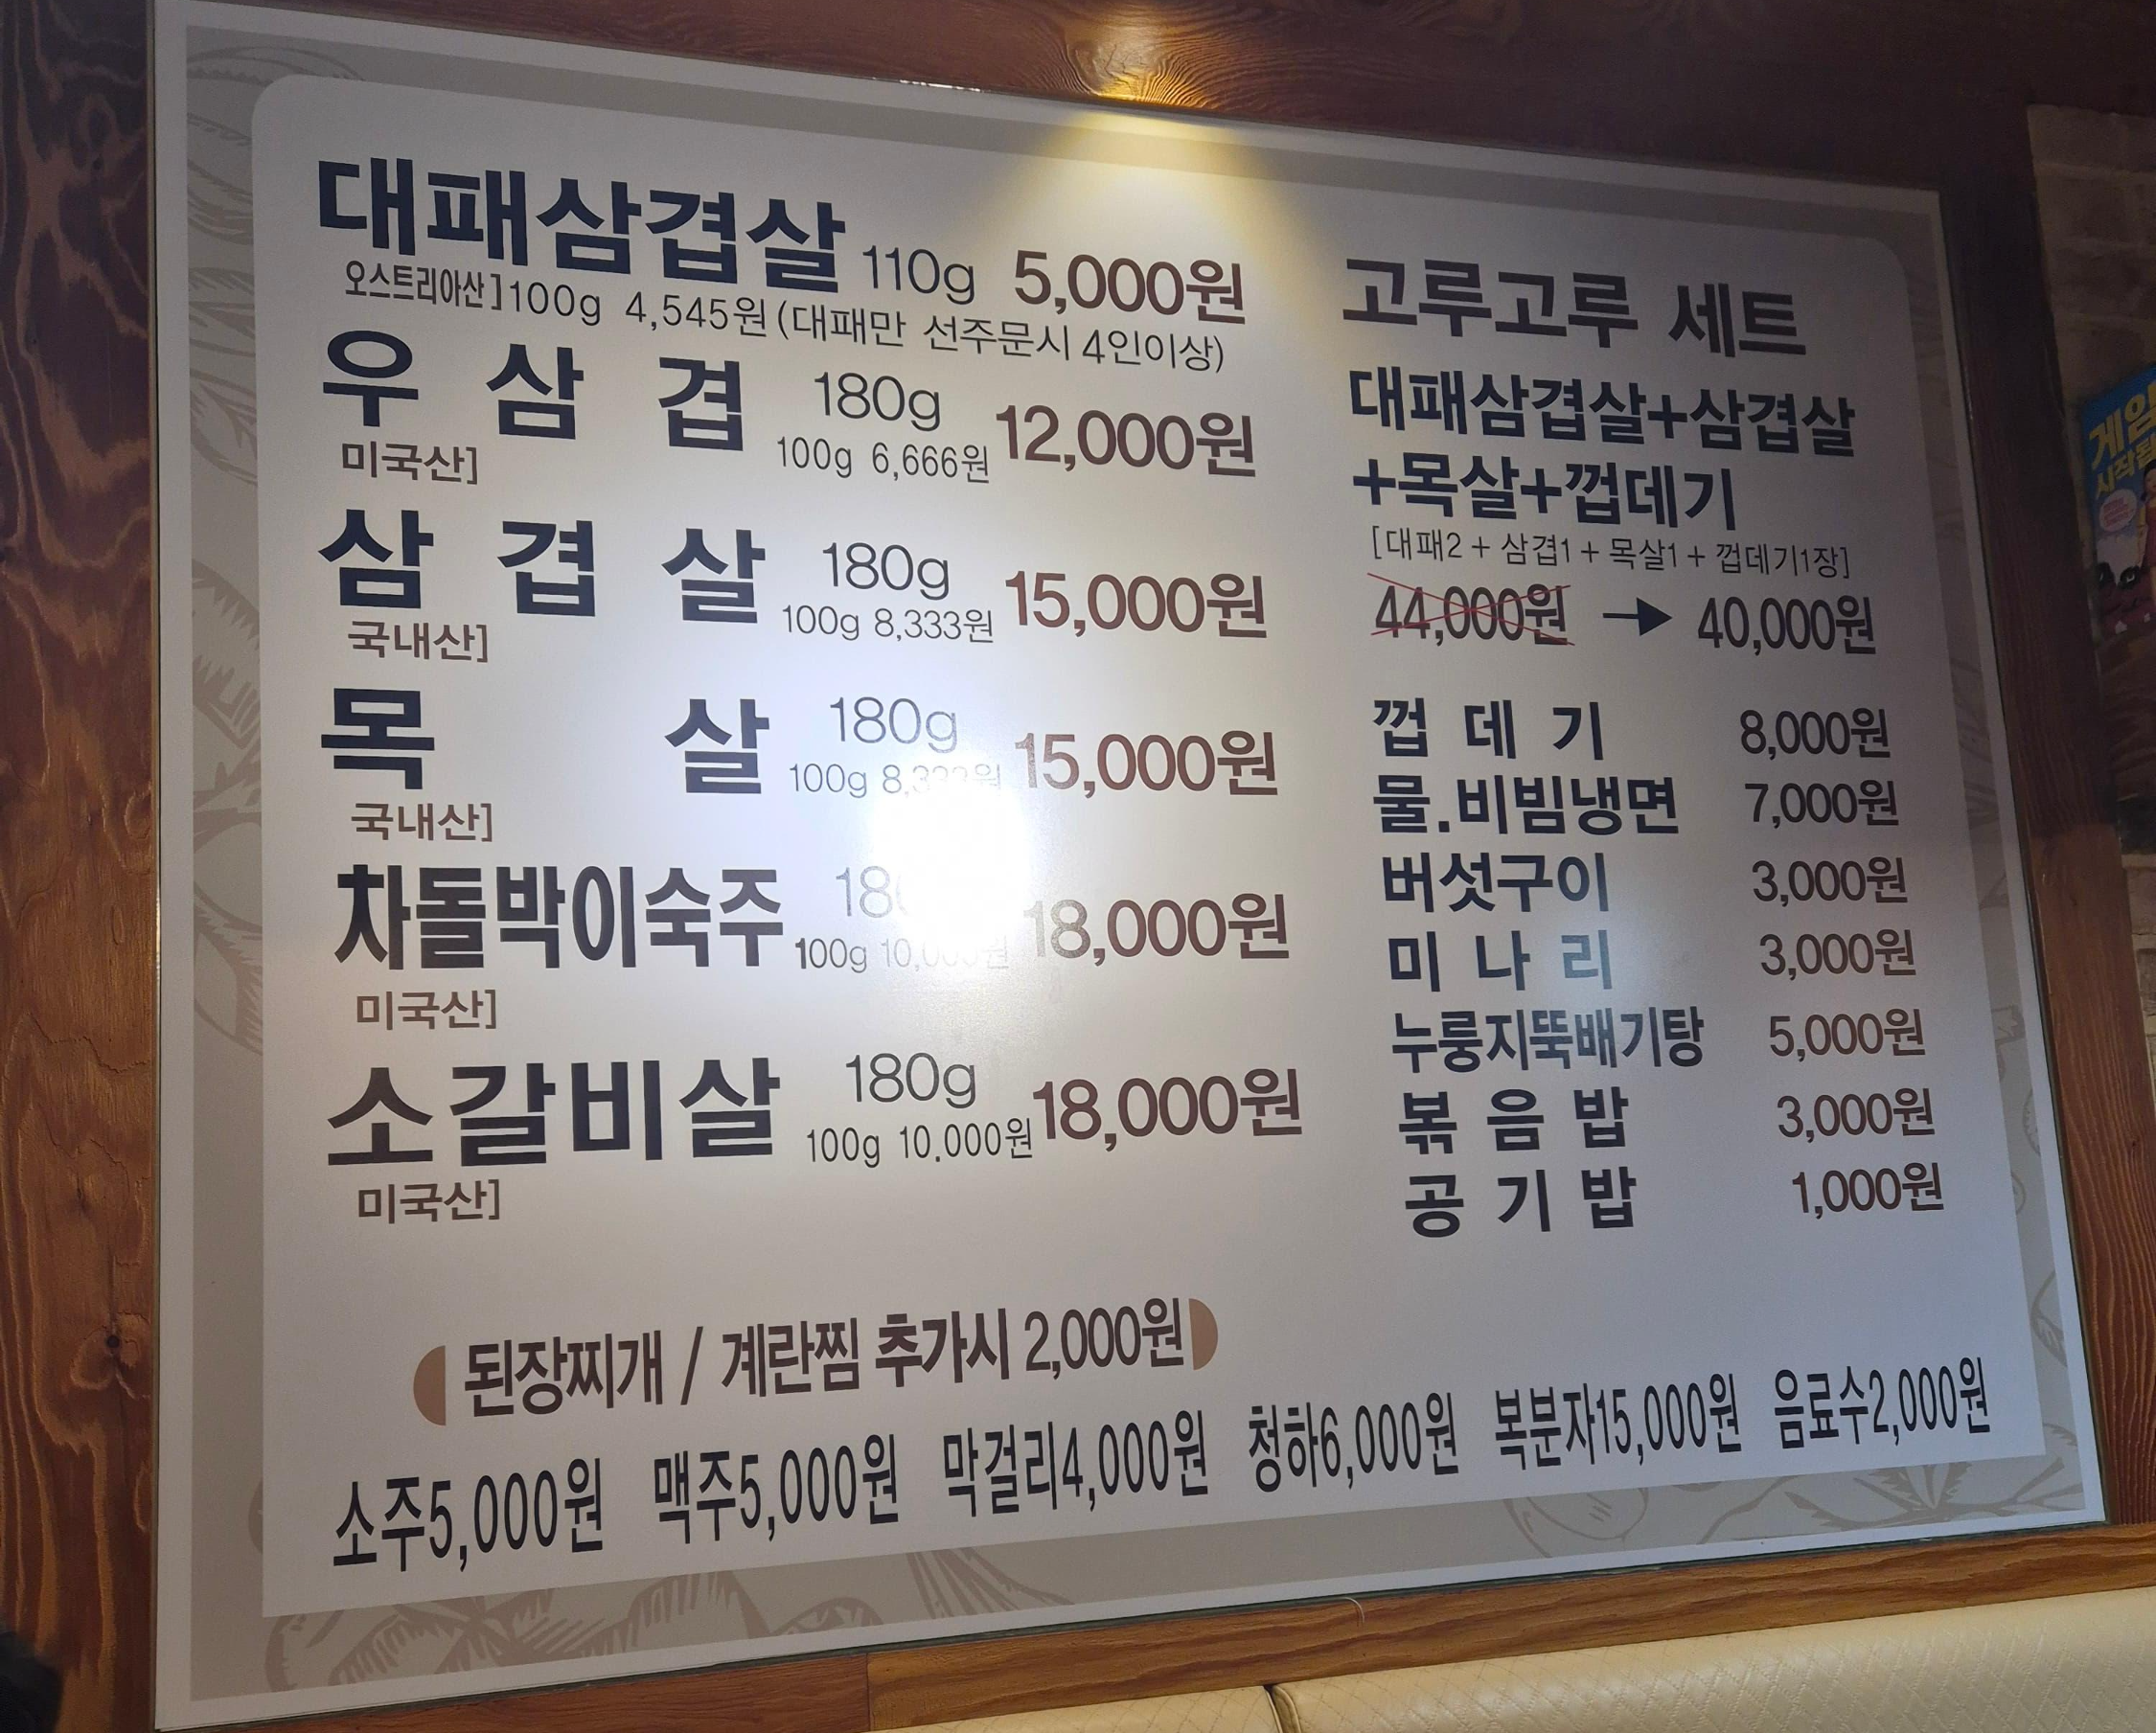 대패삼겹살 110g 5,000원
오스트리아산] 100g 4,545원 (대패만 선주문시 4인이상)
우 삼 겹 180g 12,000원
미국산] 100g 6,666원
삼 겹 살 180g 15,000원
국내산] 100g 8,333원
목 살 180g 15,000원
국내산] 100g
차돌박이숙주 18,000원
미국산] 100g
소갈비살 180g 18,000원
미국산] 100g 10,000원
고루고루 세트
대패삼겹살+삼겹살
+목살+껍데기
[대패2 + 삼겹1 + 목살1 + 껍데기1장]
44,000원 → 40,000원
껍 데 기 8,000원
물.비빔냉면 7,000원
버섯구이 3,000원
미 나 리 3,000원
누룽지뚝배기탕 5,000원
볶 음 밥 3,000원
공 기 밥 1,000원
된장찌개 / 계란찜 추가시 2,000원
소주5,000원 맥주5,000원 막걸리4,000원 청하6,000원 복분자15,000원 음료수2,000원